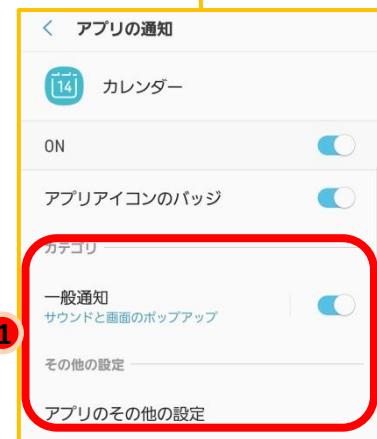 アプリの通知
14
カレンダー
ON
アプリアイコンのバッジ
カテゴリ
一般通知
サウンドと画面のポップアップ
1
その他の設定
アプリのその他の設定